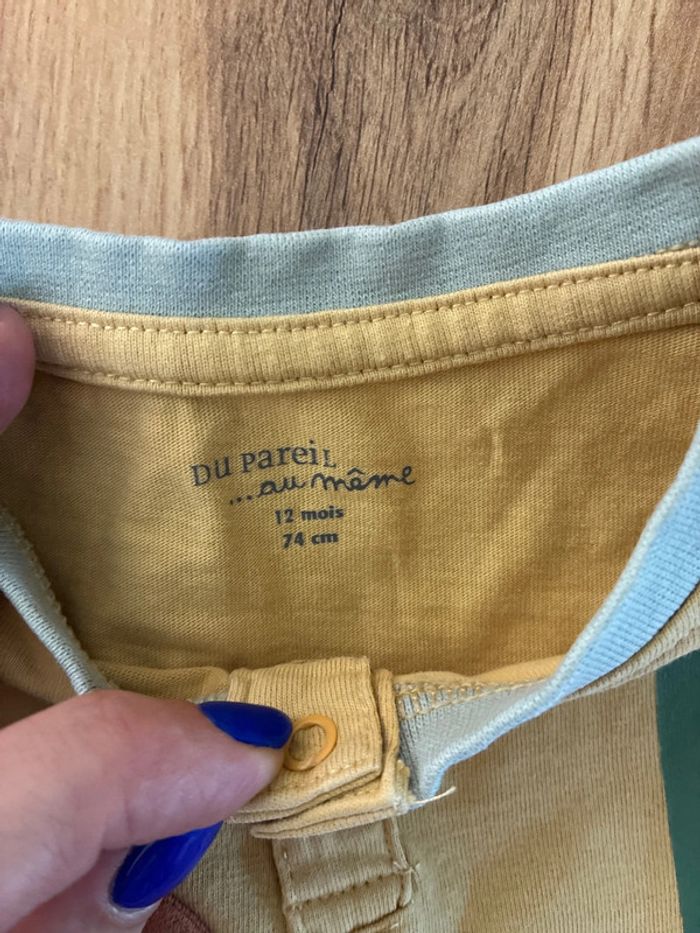 Du Pareil
...au même
12 mois
74 cm